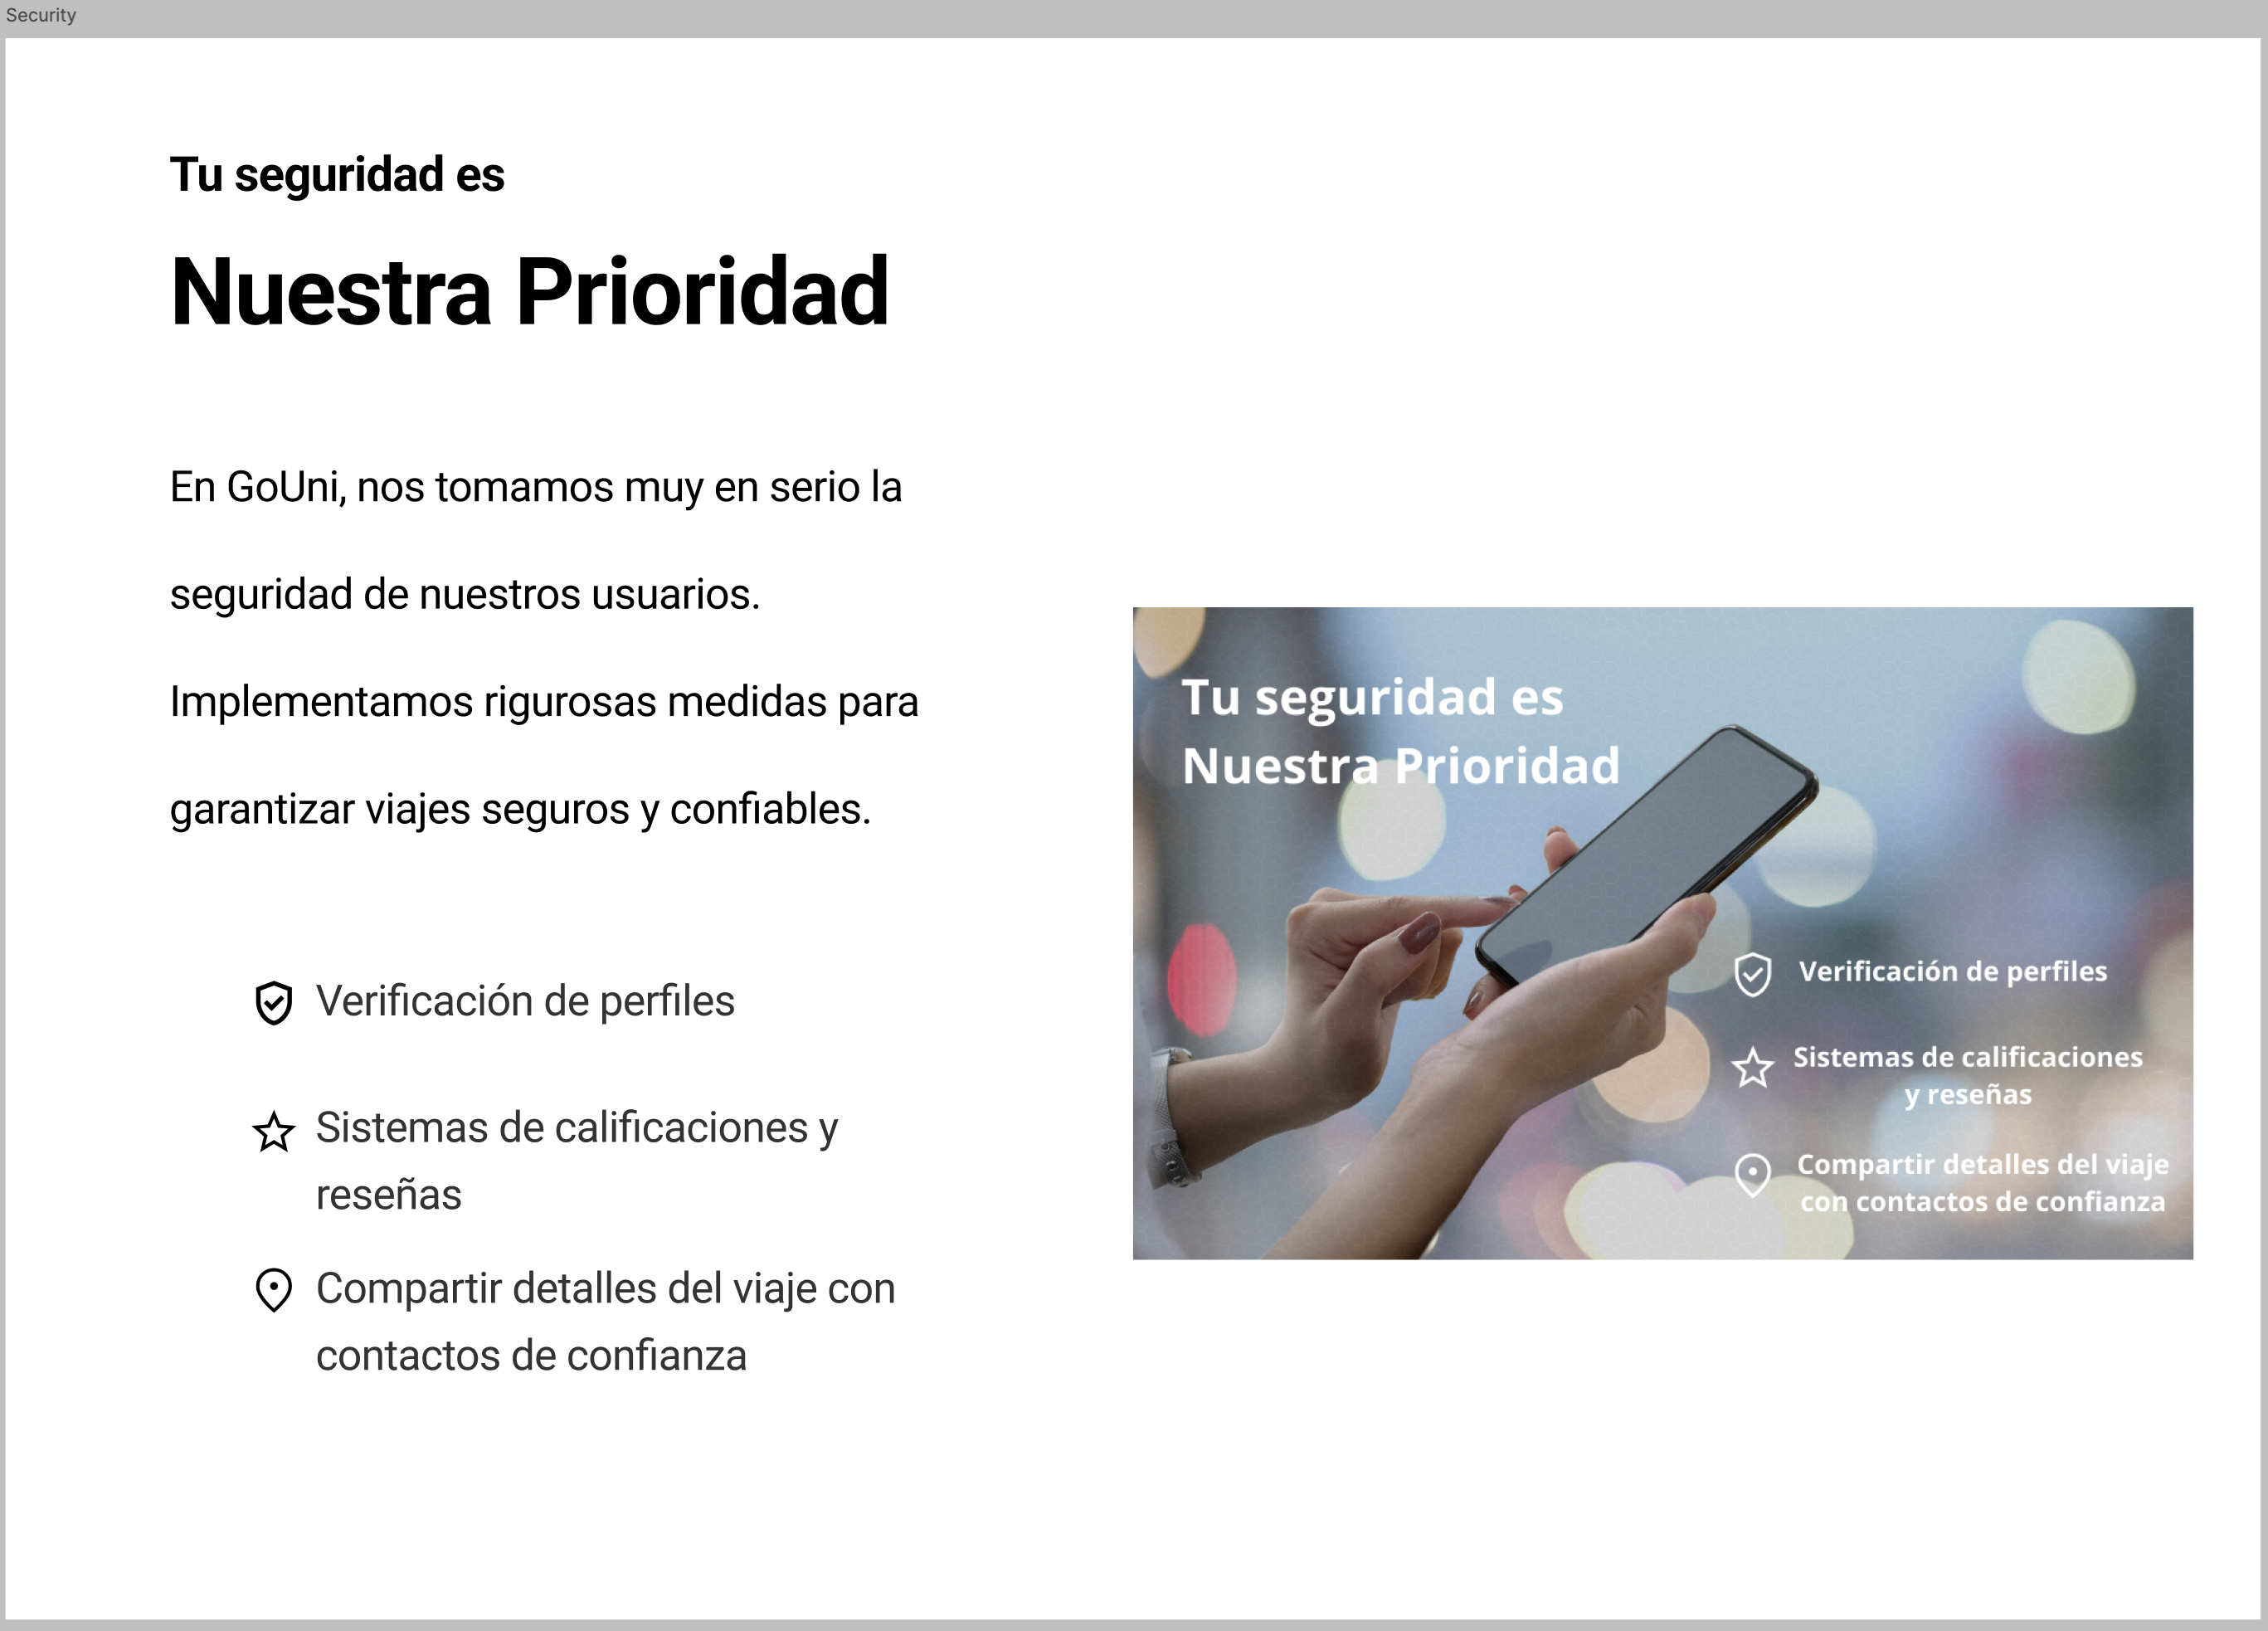 Security
Tu seguridad es
Nuestra Prioridad
En GoUni, nos tomamos muy en serio la
seguridad de nuestros usuarios.
Implementamos rigurosas medidas para
garantizar viajes seguros y confiables.
Verificación de perfiles
Sistemas de calificaciones y
reseñas
Compartir detalles del viaje con
contactos de confianza
Tu seguridad es
Nuestra Prioridad
Verificación de perfiles
Sistemas de calificaciones
y reseñas
Compartir detalles del viaje
con contactos de confianza